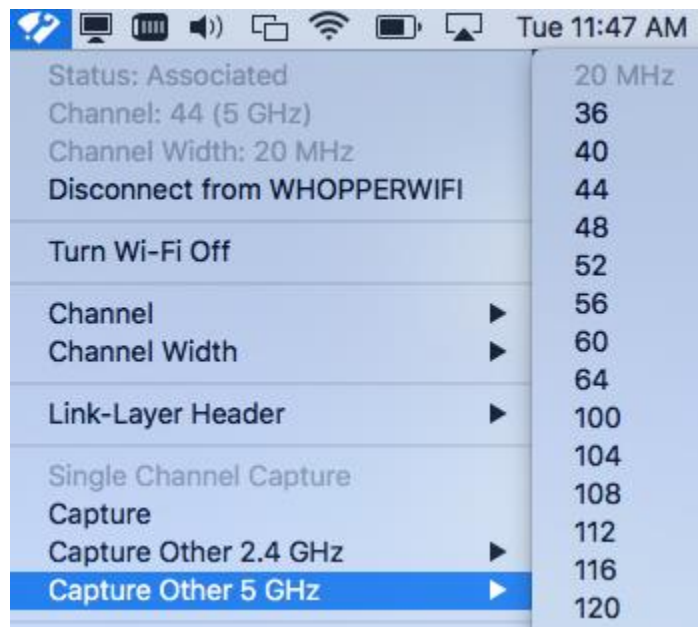 Tue 11:47 AM
Status: Associated
Channel: 44 (5 GHz)
Channel Width: 20 MHz
Disconnect from WHOPPERWIFI
Turn Wi-Fi Off
Channel
Channel Width
Link-Layer Header
Single Channel Capture
Capture
Capture Other 2.4 GHz
Capture Other 5 GHz
20 MHz
36
40
44
48
52
56
60
64
100
104
108
112
116
120